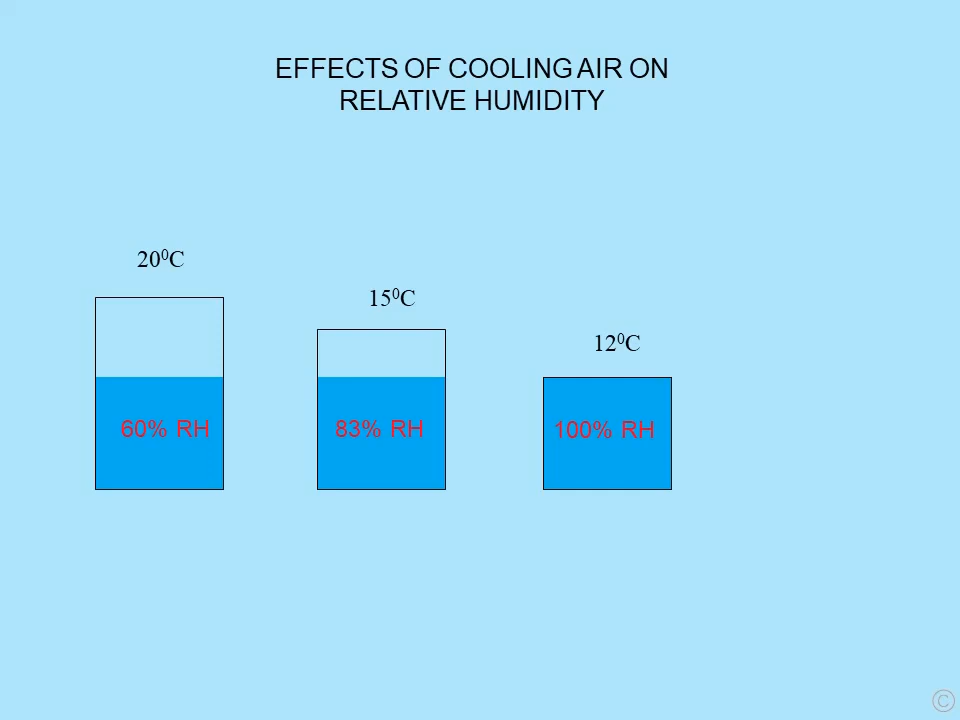 EFFECTS OF COOLING AIR ON
RELATIVE HUMIDITY
20⁰C
15⁰C
12⁰C
60% RH
83% RH
100% RH
©